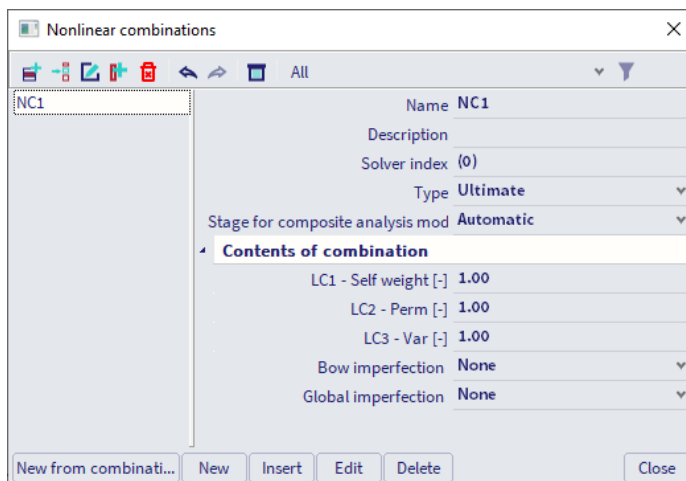 Nonlinear combinations
All
NC1
Name NC1
Description
Solver index (0)
Type Ultimate
Stage for composite analysis mod Automatic
Contents of combination
LC1 - Self weight [-] 1.00
LC2 - Perm [-] 1.00
LC3 - Var [-] 1.00
Bow imperfection None
Global imperfection None
New from combinati... New Insert Edit Delete Close